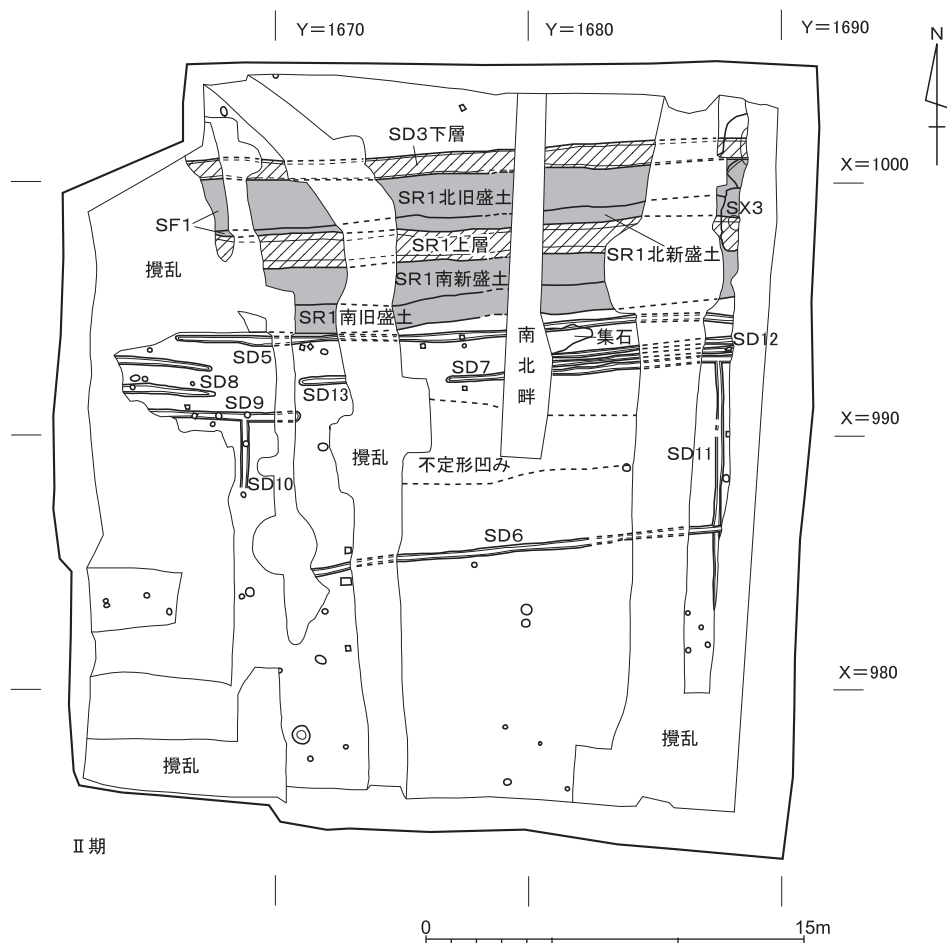 Y=1670
Y=1680
Y=1690
N
SD3下層
X=1000
SR1北旧盛土
SX3
SF1
SR1上層
SR1北新盛土
攪乱
SR1南新盛土
SR1南旧盛土
南北畔
集石
SD12
SD5
SD7
SD8
SD13
SD9
X=990
攪乱
不定形凹み
SD11
SD10
SD6
X=980
攪乱
攪乱
Ⅱ期
0
15m